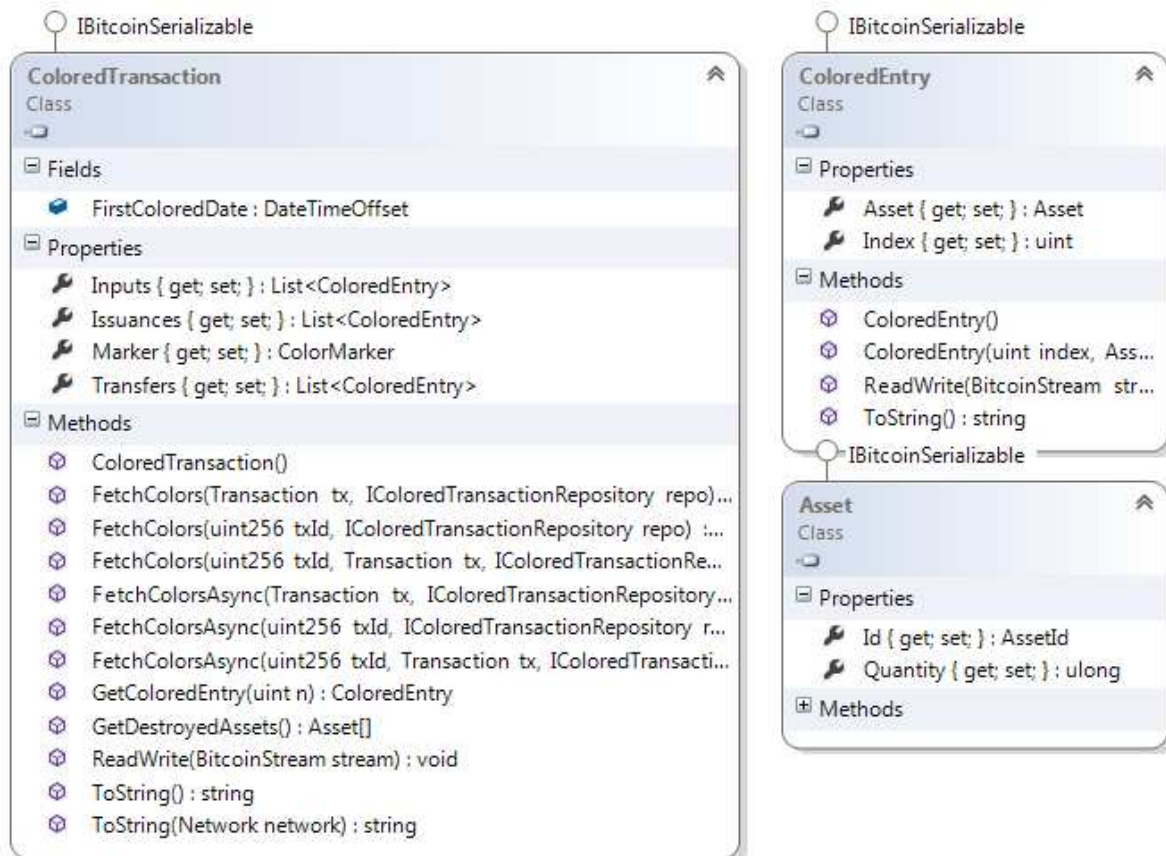 IBitcoinSerializable
ColoredTransaction
Class
Fields
FirstColoredDate : DateTimeOffset
Properties
Inputs { get; set; } : List<ColoredEntry>
Issuances { get; set; } : List<ColoredEntry>
Marker { get; set; } : ColorMarker
Transfers { get; set; } : List<ColoredEntry>
Methods
ColoredTransaction()
FetchColors(Transaction tx, IColoredTransactionRepository repo)...
FetchColors(uint256 txId, IColoredTransactionRepository repo) :...
FetchColors(uint256 txId, Transaction tx, IColoredTransactionRe...
FetchColorsAsync(Transaction tx, IColoredTransactionRepository...
FetchColorsAsync(uint256 txId, IColoredTransactionRepository r...
FetchColorsAsync(uint256 txId, Transaction tx, IColoredTransacti...
GetColoredEntry(uint n) : ColoredEntry
GetDestroyedAssets() : Asset[]
ReadWrite(BitcoinStream stream) : void
ToString() : string
ToString(Network network) : string
IBitcoinSerializable
ColoredEntry
Class
Properties
Asset { get; set; } : Asset
Index { get; set; } : uint
Methods
ColoredEntry()
ColoredEntry(uint index, Ass...
ReadWrite(BitcoinStream str...
ToString() : string
IBitcoinSerializable
Asset
Class
Properties
Id { get; set; } : AssetId
Quantity { get; set; } : ulong
Methods